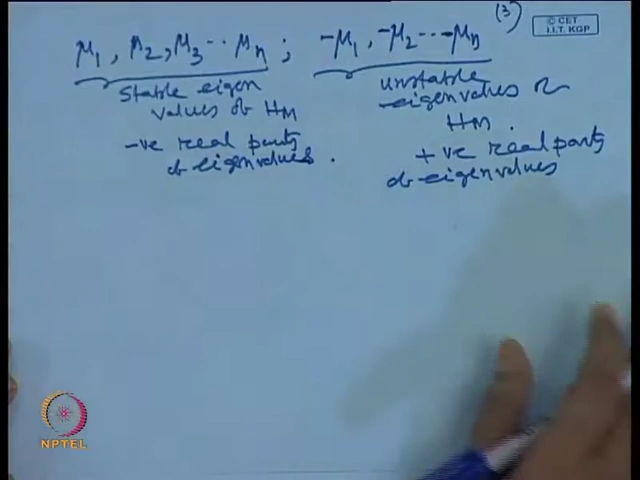 μ1, μ2, μ3 ··· μn ; -μ1, -μ2 ··· -μn
(3)
© CET
I.I.T. KGP
stable eigen
values of HM
-ve real parts
of eigenvalues.
unstable
eigenvalues of
HM.
+ve real parts
of eigenvalues
NPTEL